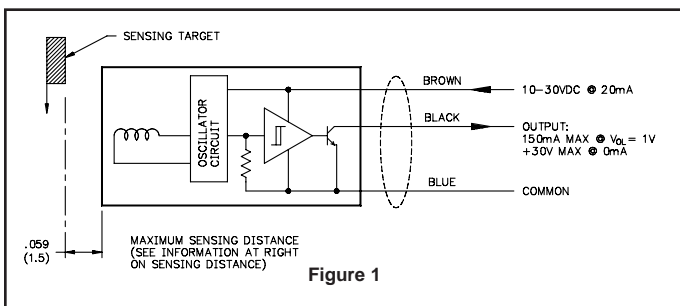 SENSING TARGET
BROWN
10-30VDC @ 20mA
OSCILLATOR
CIRCUIT
BLACK
OUTPUT:
150mA MAX @ VOL= 1V
+30V MAX @ 0mA
BLUE
COMMON
.059
(1.5)
MAXIMUM SENSING DISTANCE
(SEE INFORMATION AT RIGHT
ON SENSING DISTANCE)
Figure 1